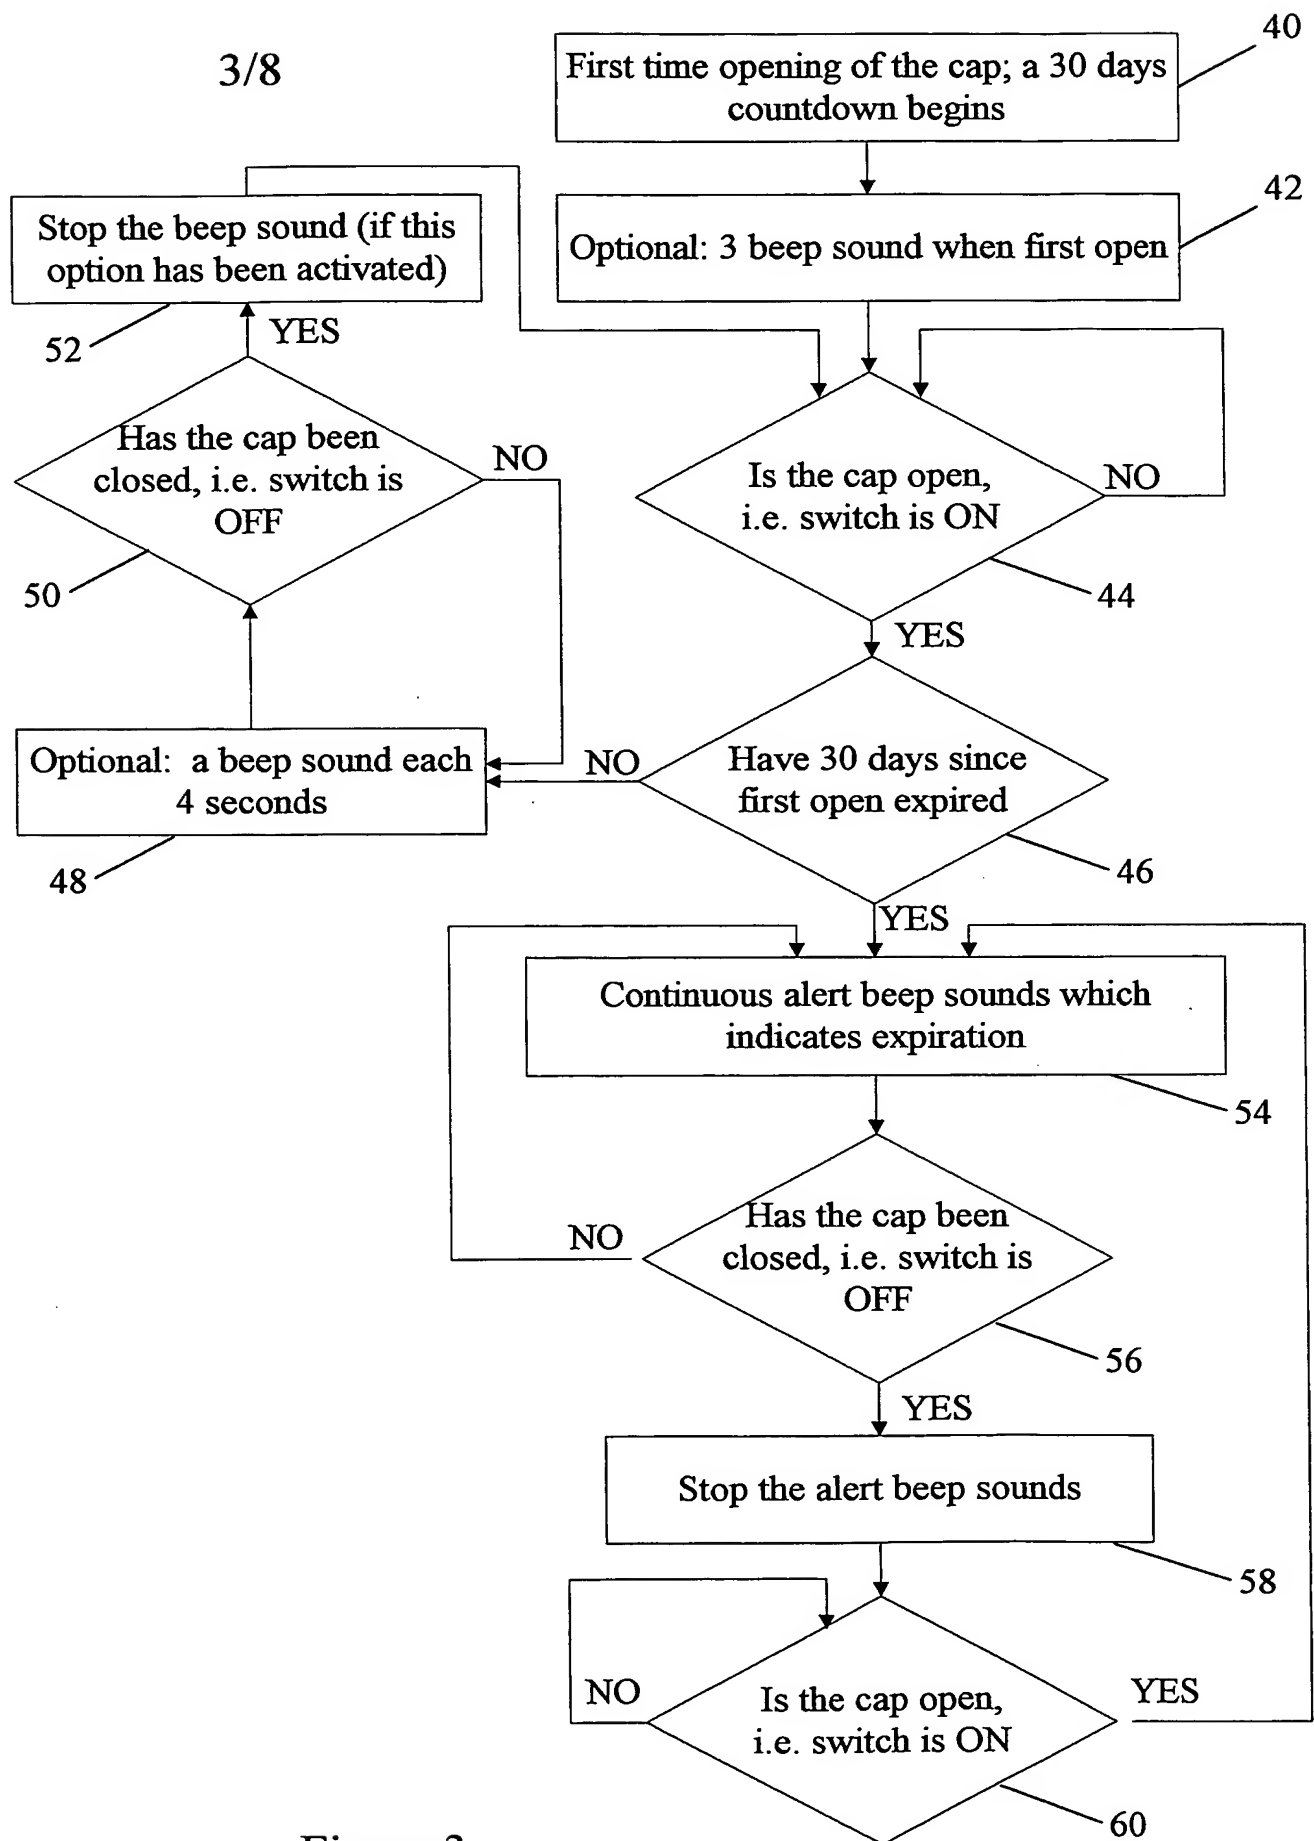 3/8
40
First time opening of the cap; a 30 days
countdown begins
42
Optional: 3 beep sound when first open
Stop the beep sound (if this
option has been activated)
52
YES
Has the cap been
closed, i.e. switch is
OFF
NO
50
Is the cap open,
i.e. switch is ON
NO
44
YES
Optional: a beep sound each
4 seconds
48
NO
Have 30 days since
first open expired
46
YES
Continuous alert beep sounds which
indicates expiration
54
NO
Has the cap been
closed, i.e. switch is
OFF
56
YES
Stop the alert beep sounds
58
NO
Is the cap open,
i.e. switch is ON
YES
60